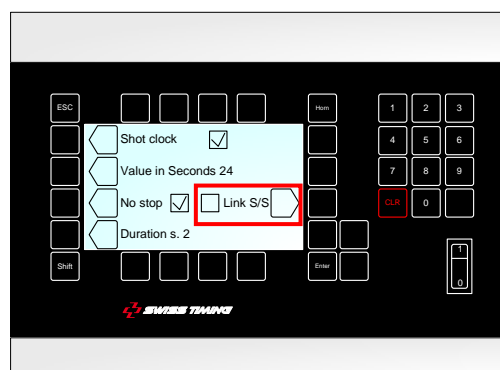 ESC
Horn
1 2 3
Shot clock
4 5 6
Value in Seconds 24
7 8 9
No stop Link S/S
CLR 0
Duration s. 2
1
Shift
Enter
0
SWISS TIMING